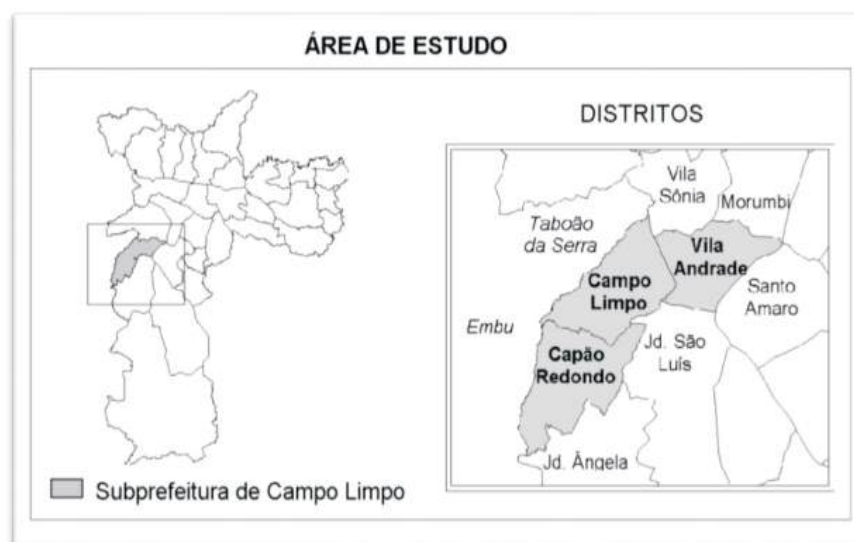 ÁREA DE ESTUDO
DISTRITOS
Vila
Sônia
Morumbi
Taboão
da Serra
Vila
Andrade
Campo
Limpo
Santo
Amaro
Embu
Jd. São
Luís
Capão
Redondo
Jd. Ângela
Subprefeitura de Campo Limpo